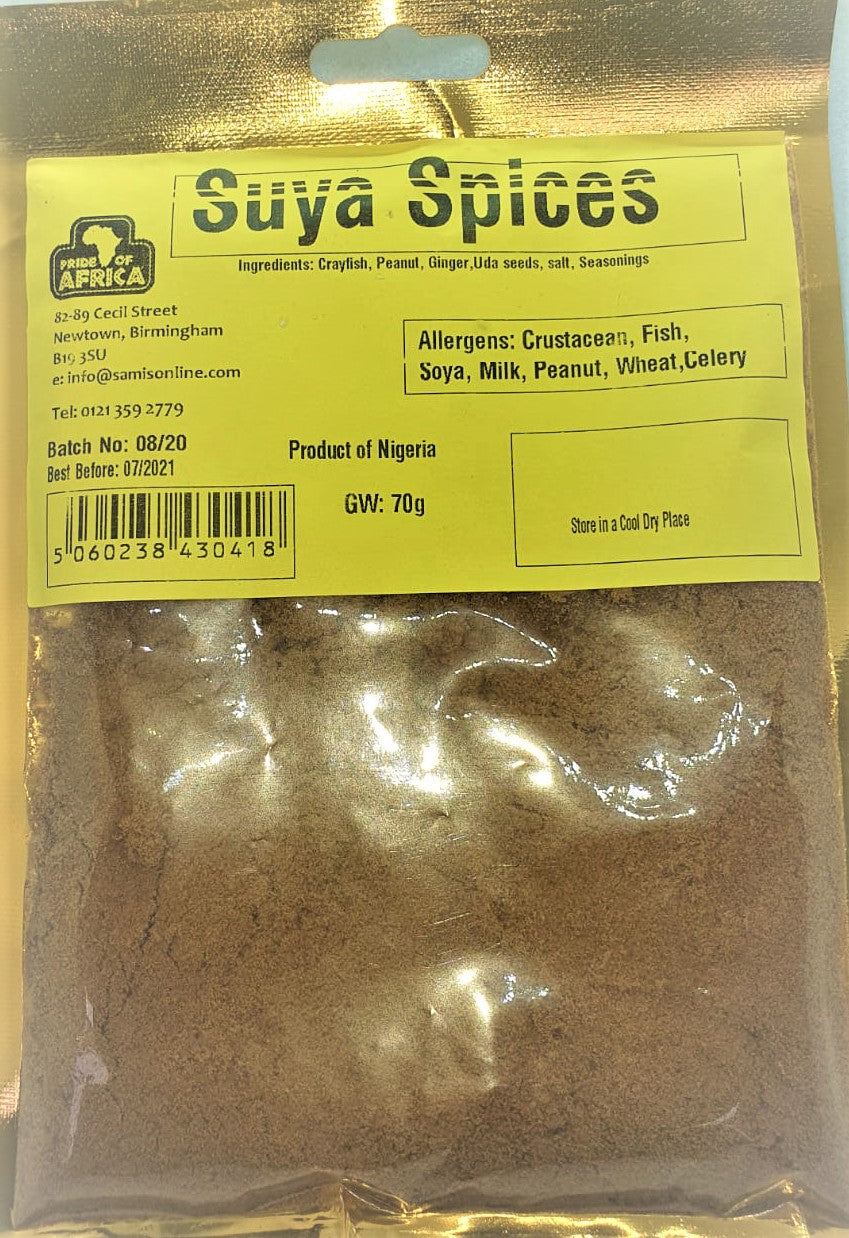 Suya Spices
Ingredients: Crayfish, Peanut, Ginger,Uda seeds, salt, Seasonings
PRIDE OF
AFRICA
82-89 Cecil Street
Newtown, Birmingham
B19 3SU
e: info@samisonline.com
Tel: 0121 359 2779
Allergens: Crustacean, Fish,
Soya, Milk, Peanut, Wheat,Celery
Batch No: 08/20
Best Before: 07/2021
Product of Nigeria
GW: 70g
Store in a Cool Dry Place
5 060238 430418